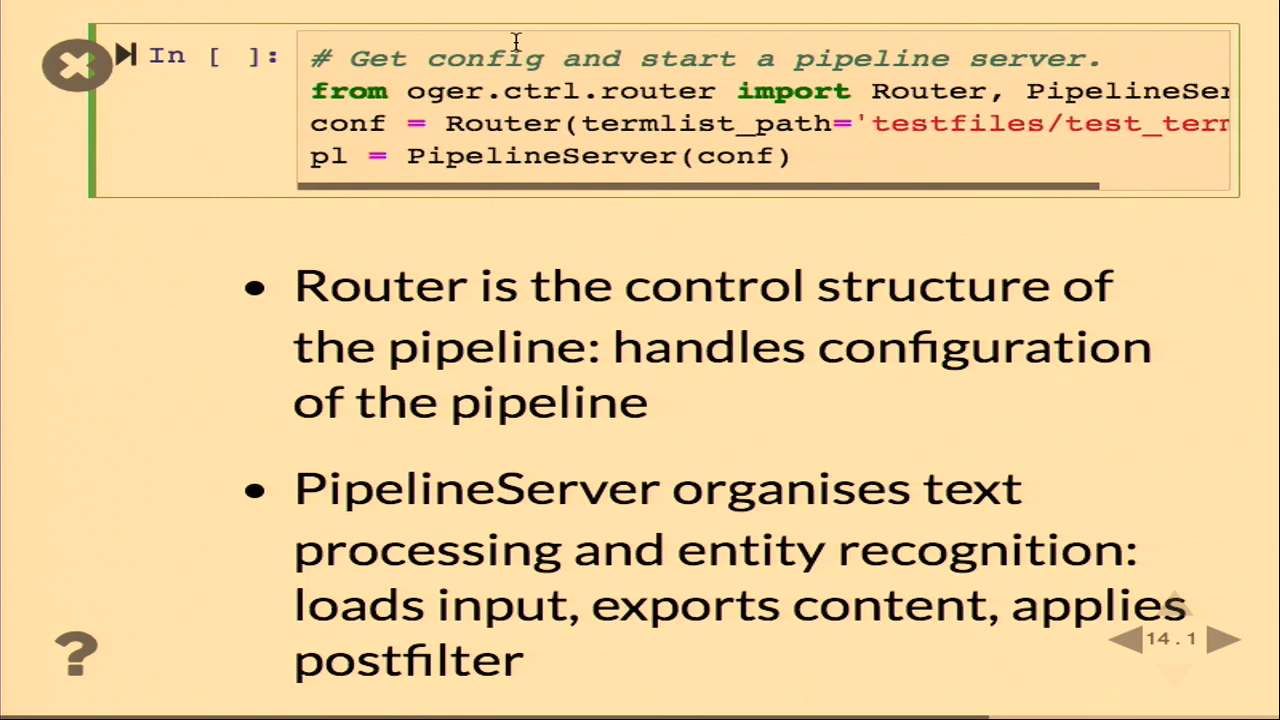 In [ ]:
# Get config and start a pipeline server.
from oger.ctrl.router import Router,
conf = Router(termlist_path='testfiles/
pl = PipelineServer(conf)
• Router is the control structure of
the pipeline: handles configuration
of the pipeline
• PipelineServer organises text
processing and entity recognition:
loads input, exports content, applies
postfilter
?
14.1